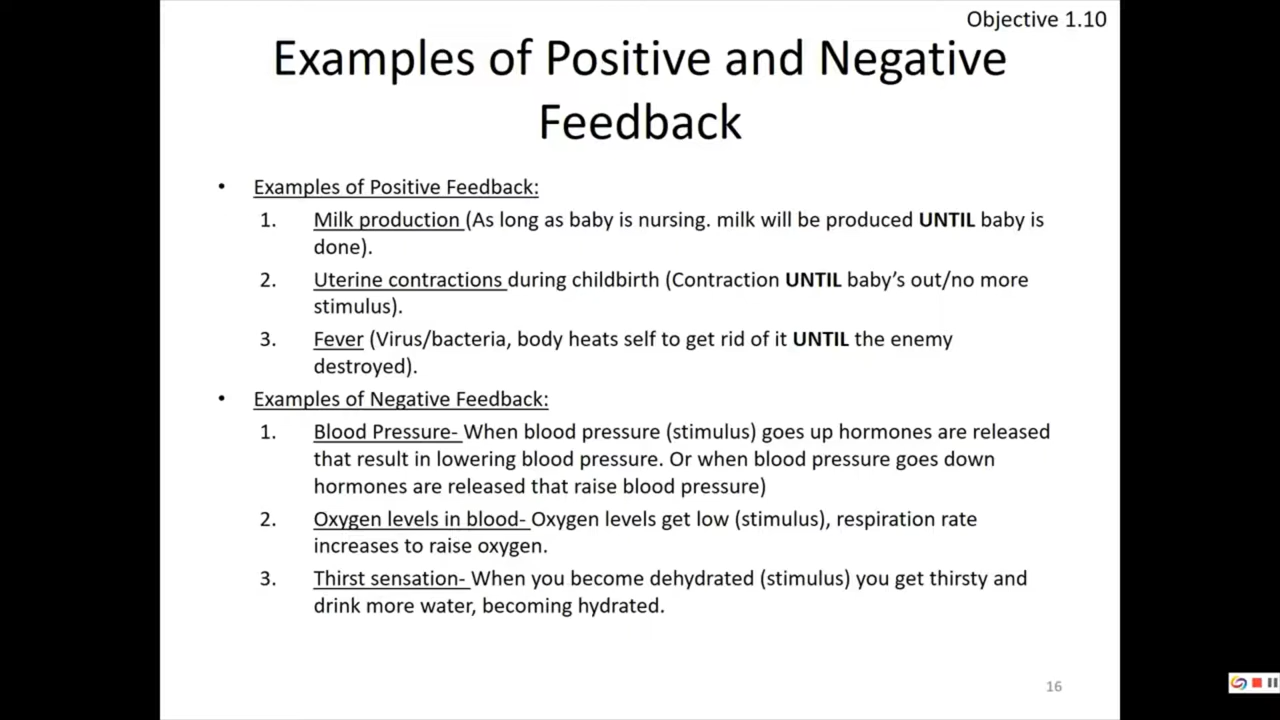 Objective 1.10
Examples of Positive and Negative
Feedback
• Examples of Positive Feedback:
1. Milk production (As long as baby is nursing. milk will be produced UNTIL baby is
done).
2. Uterine contractions during childbirth (Contraction UNTIL baby's out/no more
stimulus).
3. Fever (Virus/bacteria, body heats self to get rid of it UNTIL the enemy
destroyed).
• Examples of Negative Feedback:
1. Blood Pressure- When blood pressure (stimulus) goes up hormones are released
that result in lowering blood pressure. Or when blood pressure goes down
hormones are released that raise blood pressure)
2. Oxygen levels in blood- Oxygen levels get low (stimulus), respiration rate
increases to raise oxygen.
3. Thirst sensation- When you become dehydrated (stimulus) you get thirsty and
drink more water, becoming hydrated.
16